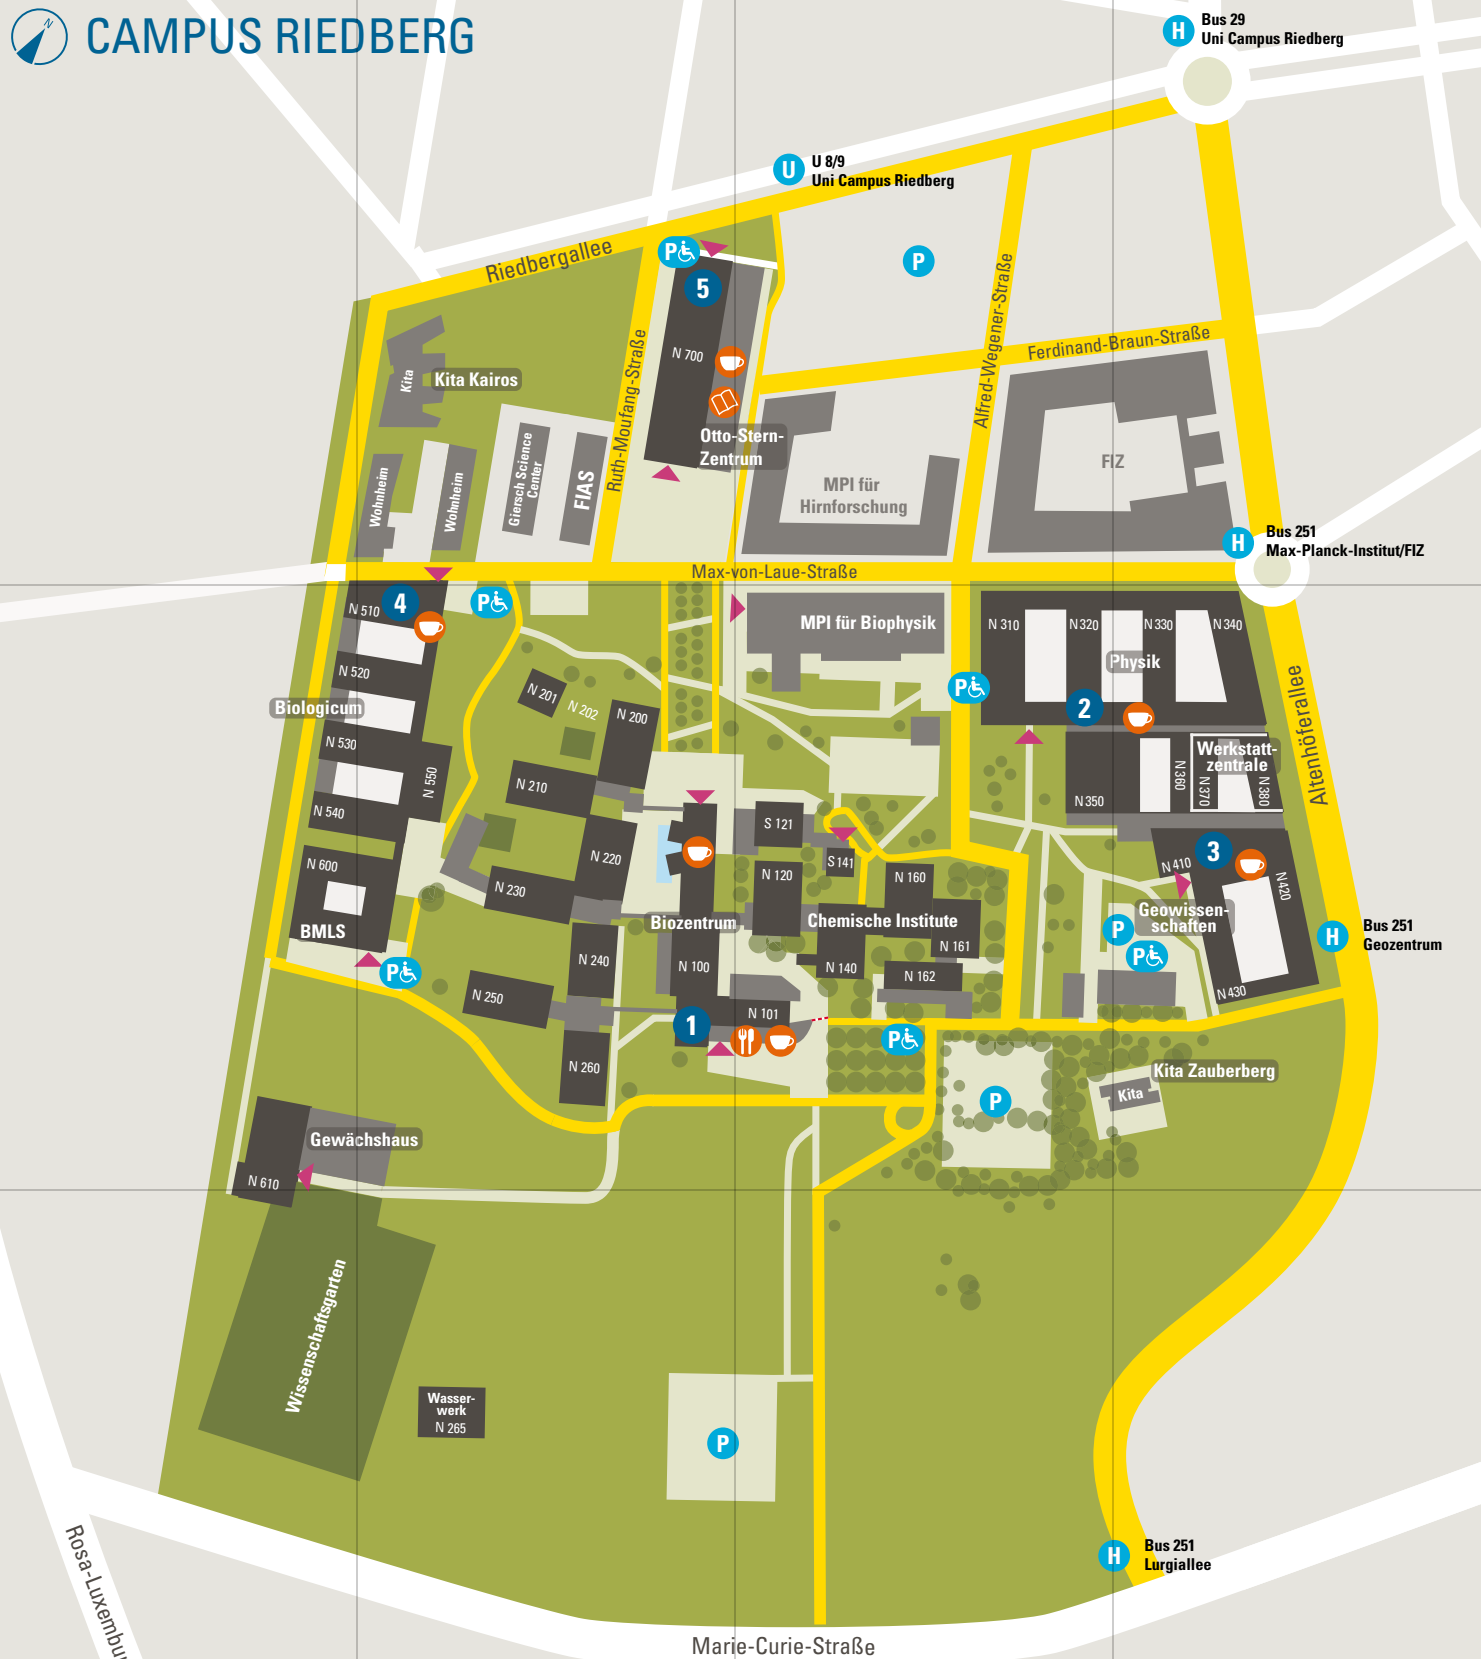 N
CAMPUS RIEDBERG
H
Bus 29
Uni Campus Riedberg
U
U 8/9
Uni Campus Riedberg
Riedbergallee
P
5
P
Kita
Kita Kairos
N 700
Ruth-Moufang-Straße
Alfred-Wegener-Straße
Ferdinand-Braun-Straße
Otto-Stern-
Zentrum
Wohnheim
Wohnheim
Giersch Science
Center
FIAS
MPI für
Hirnforschung
FIZ
H
Bus 251
Max-Planck-Institut/FIZ
Max-von-Laue-Straße
4
P
N 510
N 520
Biologicum
N 530
N 540
N 550
N 600
BMLS
P
N 201
N 202
N 200
N 210
N 220
N 230
N 240
N 250
N 260
MPI für Biophysik
P
N 310
N 320
N 330
N 340
Physik
2
Werkstatt-
zentrale
N 350
N 360
N 370
N 380
Altenhöferallee
S 121
S 141
N 120
N 160
Biozentrum
Chemische Institute
N 161
N 100
N 140
N 162
N 101
1
P
3
N 410
N 420
Geowissen-
schaften
P
P
N 430
H
Bus 251
Geozentrum
Kita Zauberberg
Kita
P
Gewächshaus
N 610
Wissenschaftsgarten
Wasser-
werk
N 265
P
H
Bus 251
Lurgiallee
Marie-Curie-Straße